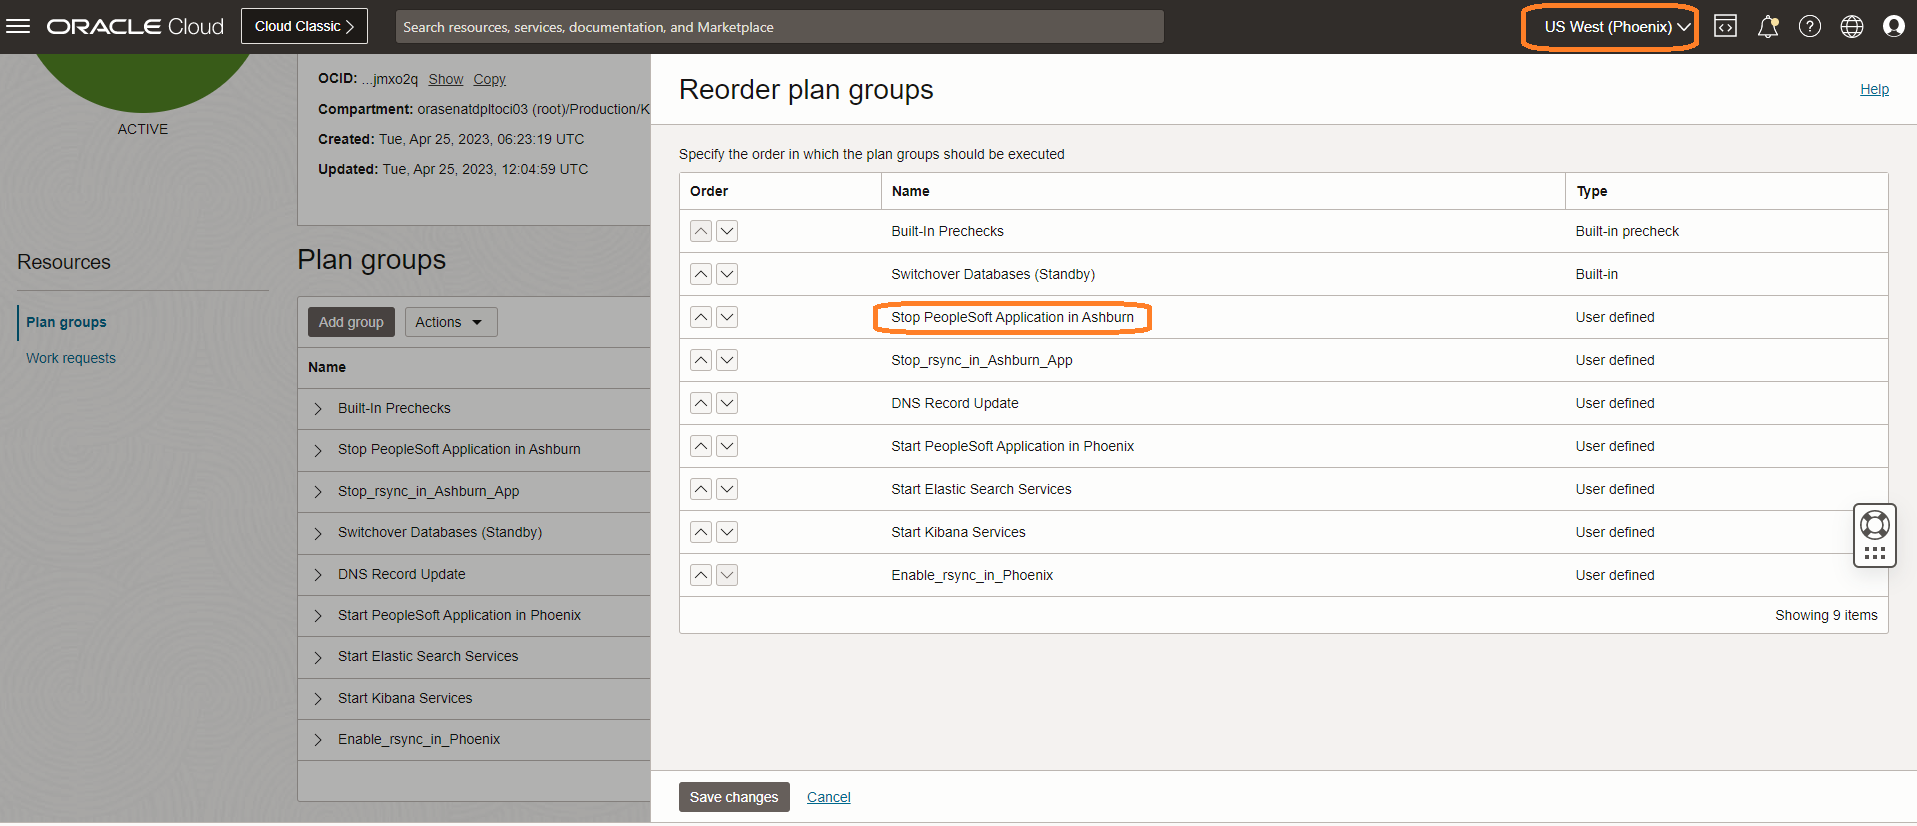 ORACLE Cloud
Cloud Classic
Search resources, services, documentation, and Marketplace
US West (Phoenix)
ACTIVE
OCID: ...jmxo2q Show Copy
Compartment: orasenatdpltoci03 (root)/Production/K
Created: Tue, Apr 25, 2023, 06:23:19 UTC
Updated: Tue, Apr 25, 2023, 12:04:59 UTC
Resources
Plan groups
Work requests
Plan groups
Add group
Actions
Name
Built-In Prechecks
Stop PeopleSoft Application in Ashburn
Stop_rsync_in_Ashburn_App
Switchover Databases (Standby)
DNS Record Update
Start PeopleSoft Application in Phoenix
Start Elastic Search Services
Start Kibana Services
Enable_rsync_in_Phoenix
Reorder plan groups
Help
Specify the order in which the plan groups should be executed
Order Name Type
Built-In Prechecks Built-in precheck
Switchover Databases (Standby) Built-in
Stop PeopleSoft Application in Ashburn User defined
Stop_rsync_in_Ashburn_App User defined
DNS Record Update User defined
Start PeopleSoft Application in Phoenix User defined
Start Elastic Search Services User defined
Start Kibana Services User defined
Enable_rsync_in_Phoenix User defined
Showing 9 items
Save changes Cancel